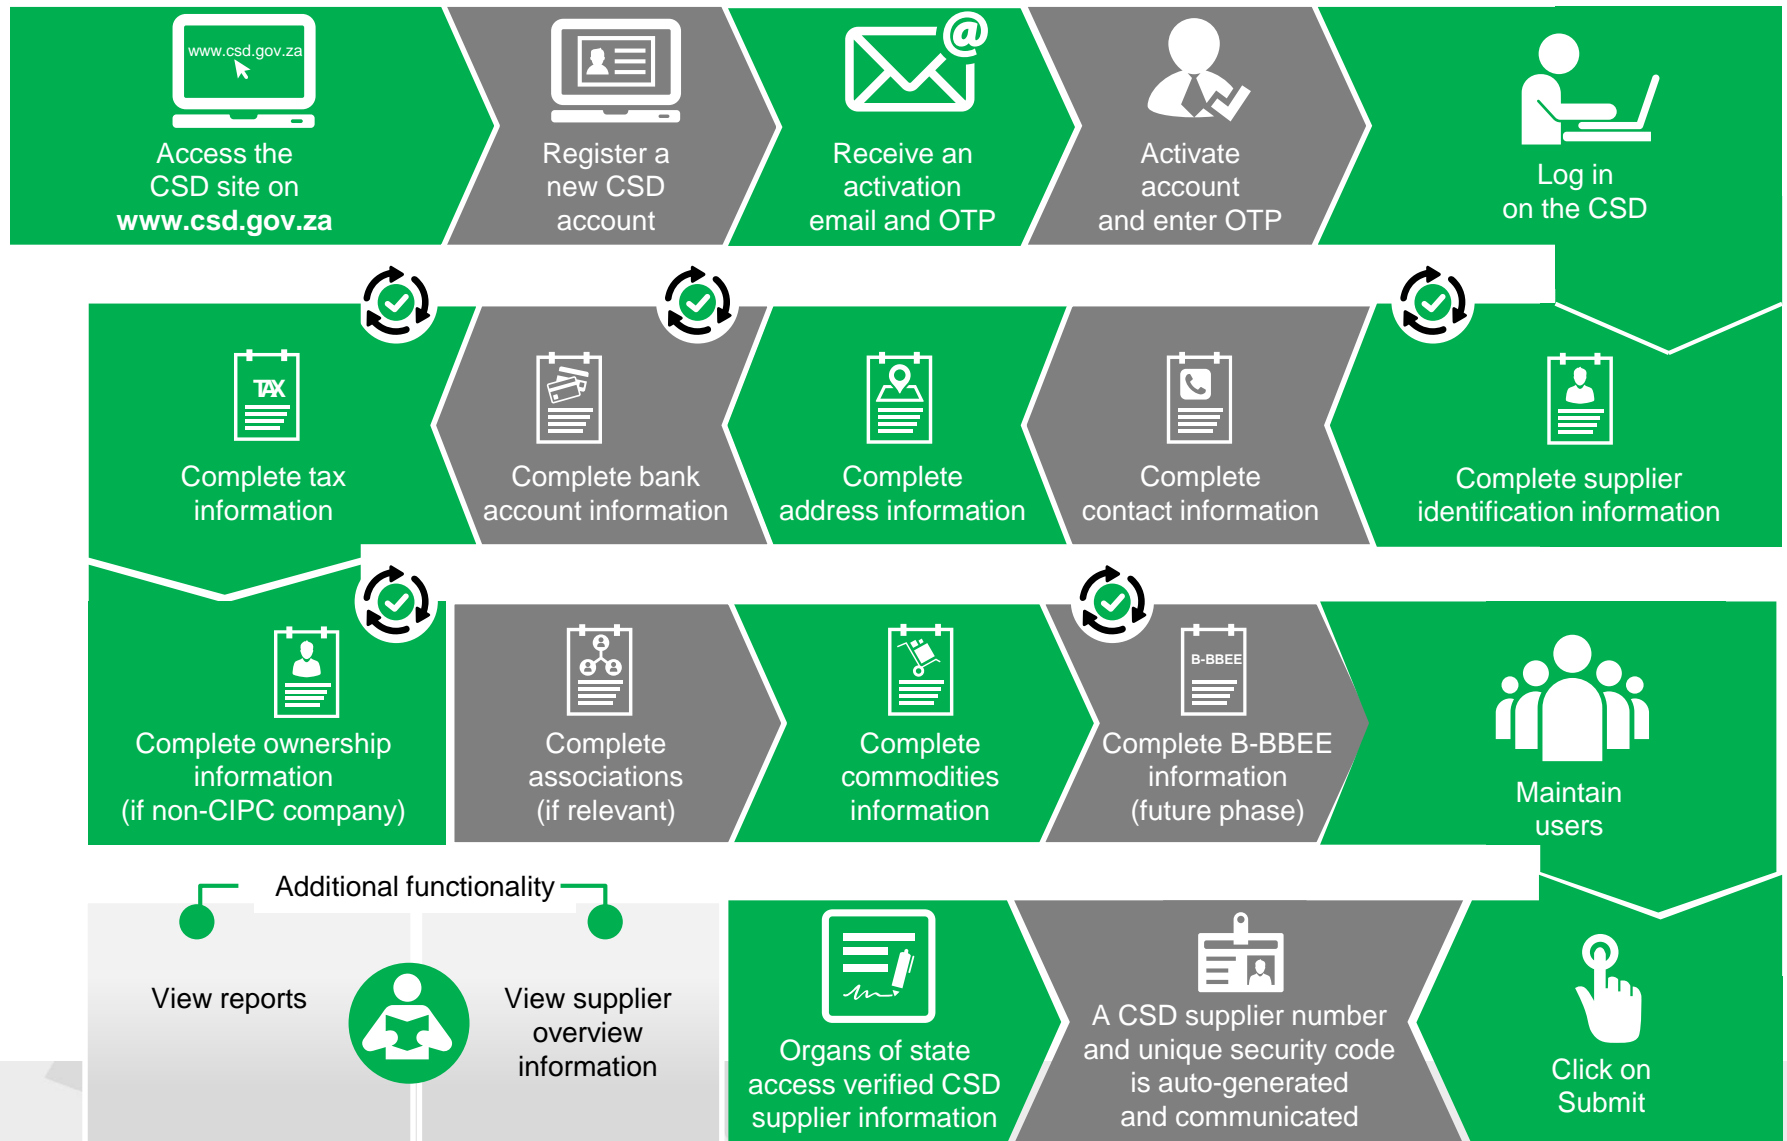 www.csd.gov.za
Access the
CSD site on
www.csd.gov.za
Register a
new CSD
account
@
Receive an
activation
email and OTP
Activate
account
and enter OTP
Log in
on the CSD
TAX
Complete tax
information
Complete bank
account information
Complete
address information
Complete
contact information
Complete supplier
identification information
Complete ownership
information
(if non-CIPC company)
Complete
associations
(if relevant)
Complete
commodities
information
B-BBEE
Complete B-BBEE
information
(future phase)
Maintain
users
Additional functionality
View reports
View supplier
overview
information
Organs of state
access verified CSD
supplier information
A CSD supplier number
and unique security code
is auto-generated
and communicated
Click on
Submit